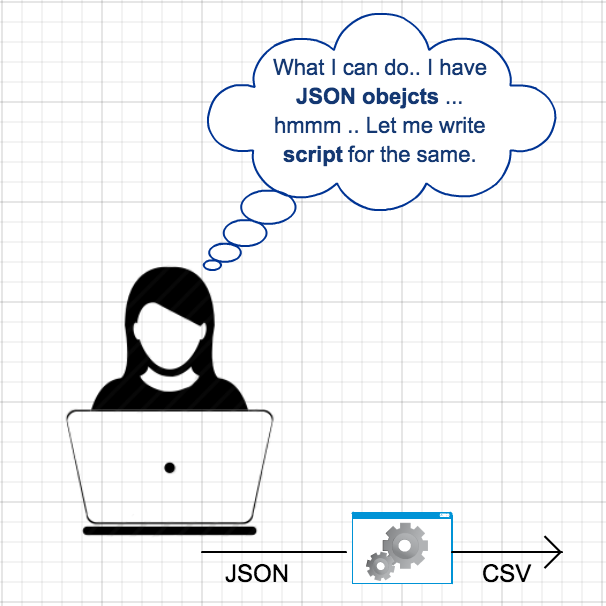 What I can do.. I have
JSON obejcts ...
hmmm .. Let me write
script for the same.
JSON
CSV